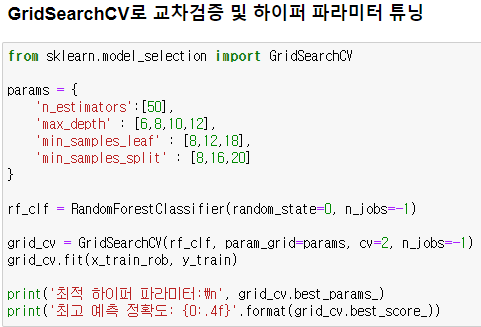 GridSearchCV로 교차검증 및 하이퍼 파라미터 튜닝
from sklearn.model_selection import GridSearchCV
params = {
    'n_estimators':[50],
    'max_depth' : [6,8,10,12],
    'min_samples_leaf' : [8,12,18],
    'min_samples_split' : [8,16,20]
}
rf_clf = RandomForestClassifier(random_state=0, n_jobs=-1)
grid_cv = GridSearchCV(rf_clf, param_grid=params, cv=2, n_jobs=-1)
grid_cv.fit(x_train_rob, y_train)
print('최적 하이퍼 파라미터:₩n', grid_cv.best_params_)
print('최고 예측 정확도: {0:.4f}'.format(grid_cv.best_score_))